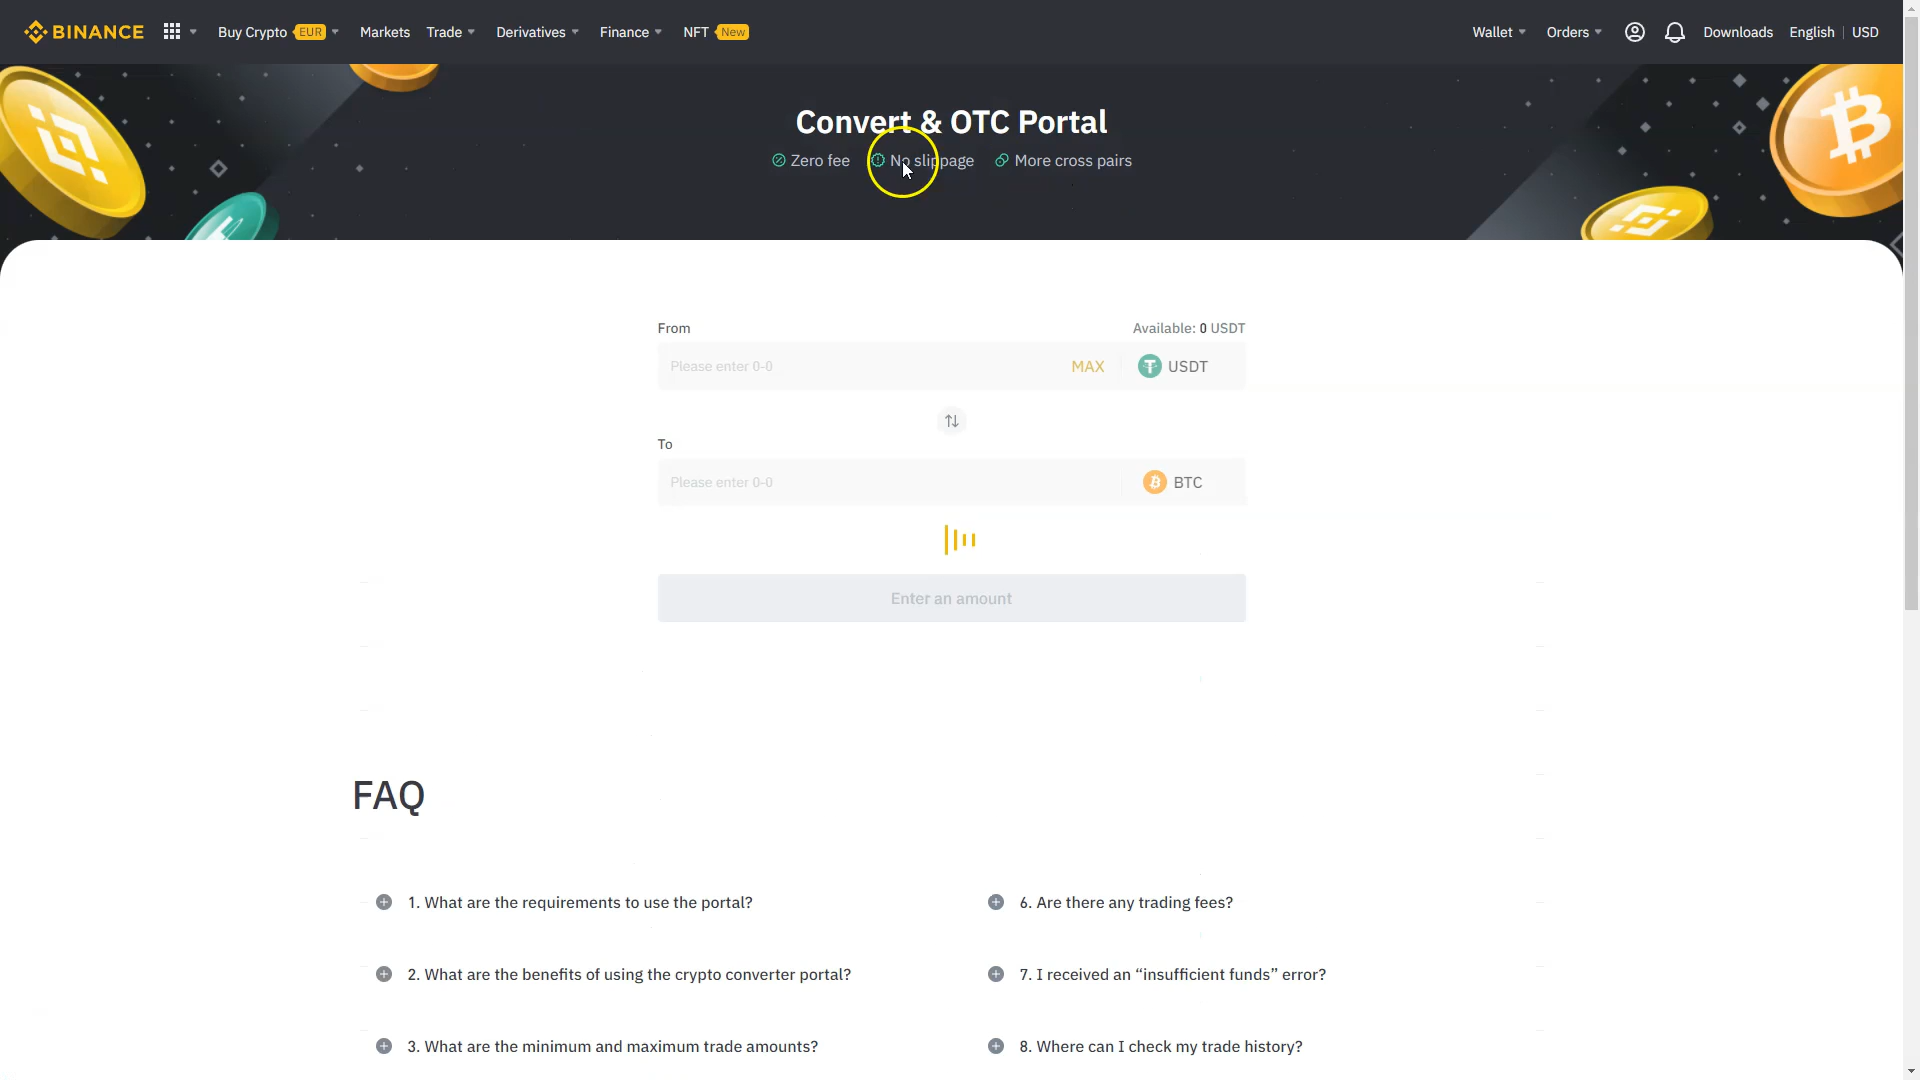 BINANCE Buy Crypto EUR Markets Trade Derivatives Finance NFT New Wallet Orders Downloads English USD
Convert & OTC Portal
Zero fee No slippage More cross pairs
From Available: 0 USDT
Please enter 0-0 MAX USDT
To
Please enter 0-0 BTC
Enter an amount
FAQ
1. What are the requirements to use the portal? 6. Are there any trading fees?
2. What are the benefits of using the crypto converter portal? 7. I received an “insufficient funds” error?
3. What are the minimum and maximum trade amounts? 8. Where can I check my trade history?